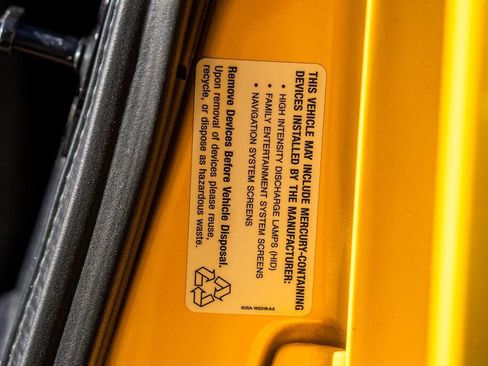 THIS VEHICLE MAY INCLUDE MERCURY-CONTAINING
DEVICES INSTALLED BY THE MANUFACTURER:
• HIGH INTENSITY DISCHARGE LAMPS (HID)
• FAMILY ENTERTAINMENT SYSTEM SCREENS
• NAVIGATION SYSTEM SCREENS
Remove Devices Before Vehicle Disposal.
Upon removal of devices please reuse,
recycle, or dispose as hazardous waste.